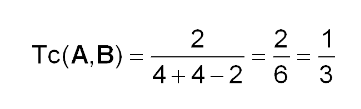 Tc(A,B) = 2/(4+4−2) = 2/6 = 1/3